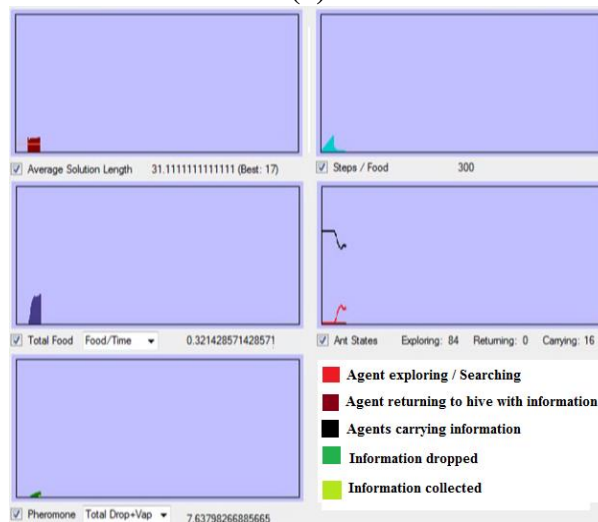 Average Solution Length 31.1111111111111 (Best: 17)
Steps / Food 300
Total Food Food/Time 0.321428571428571
Ant States Exploring: 84 Returning: 0 Carrying: 16
Agent exploring / Searching
Agent returning to hive with information
Agents carrying information
Information dropped
Information collected
Pheromone Total Drop+Vap 7.63798266885665